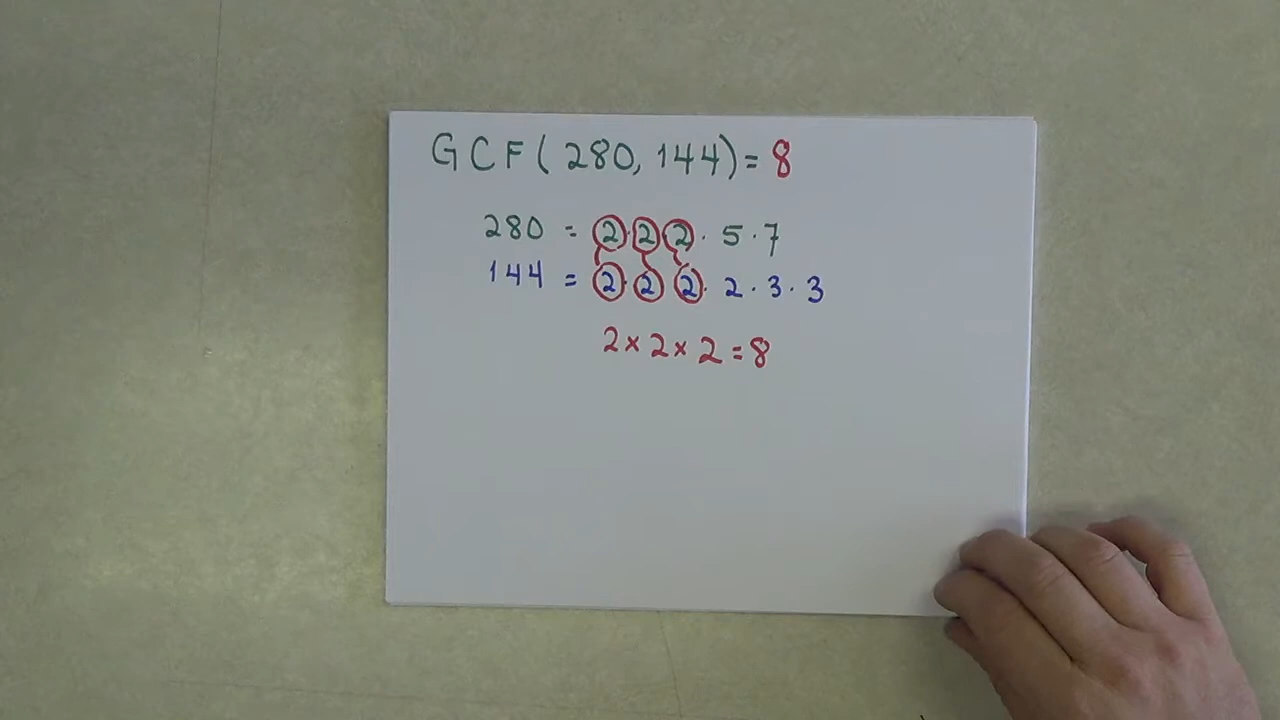 GCF(280, 144) = 8
280 = 2 · 2 · 2 · 5 · 7
144 = 2 · 2 · 2 · 2 · 3 · 3
2 × 2 × 2 = 8